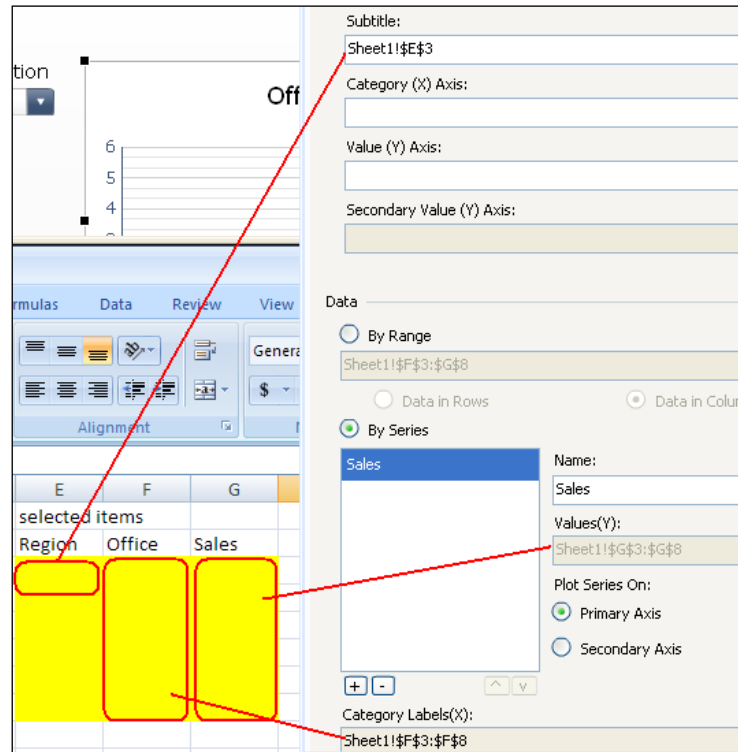 Subtitle:
Sheet1!$E$3
Category (X) Axis:
Value (Y) Axis:
Secondary Value (Y) Axis:
tion
Off
6
5
4
rmulas Data Review View
Genera
$
Alignment
Data
By Range
Sheet1!$F$3:$G$8
Data in Rows Data in Colu
By Series
Sales
Name:
Sales
Values(Y):
Sheet1!$G$3:$G$8
Plot Series On:
Primary Axis
Secondary Axis
+ -
Category Labels(X):
Sheet1!$F$3:$F$8
E F G
selected items
Region Office Sales